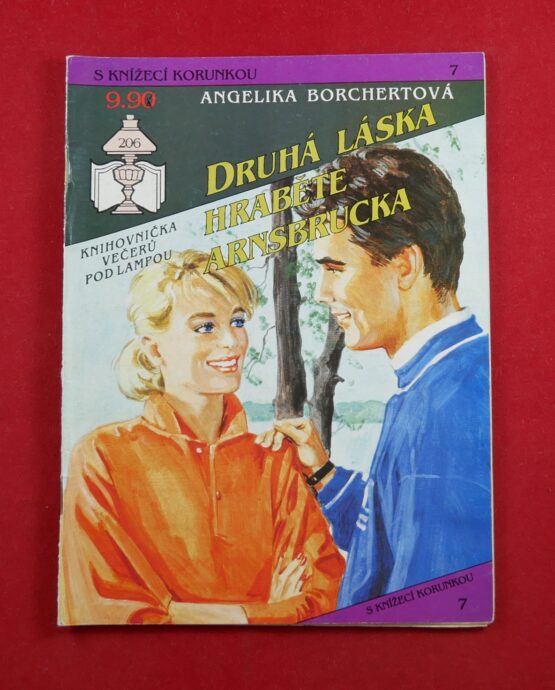 S KNÍŽECÍ KORUNKOU 7
9.90
ANGELIKA BORCHERTOVÁ
206
DRUHÁ LÁSKA
HRABĚTE
ARNSBRUCKA
KNIHOVNIČKA
VEČERŮ
POD LAMPOU
S KNÍŽECÍ KORUNKOU
7